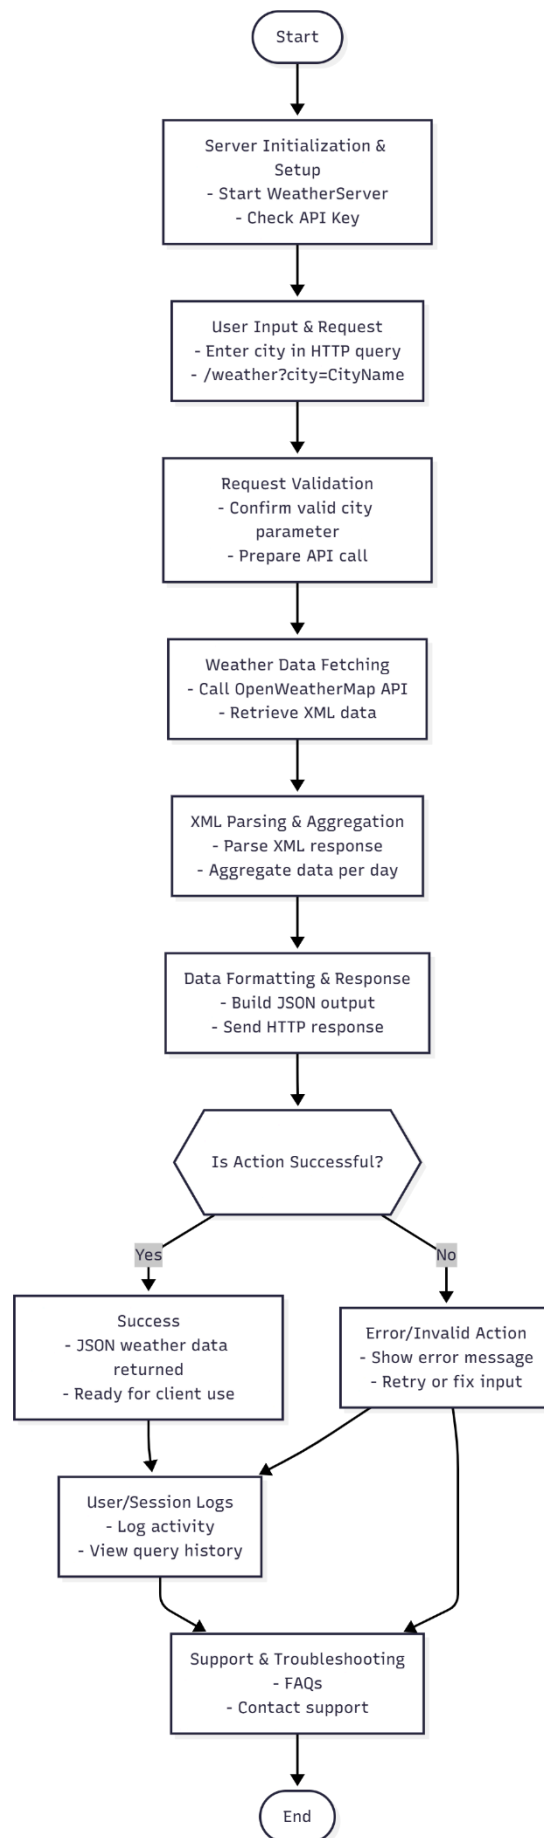 Start
Server Initialization &
Setup
- Start WeatherServer
- Check API Key
User Input & Request
- Enter city in HTTP query
- /weather?city=CityName
Request Validation
- Confirm valid city
parameter
- Prepare API call
Weather Data Fetching
- Call OpenWeatherMap API
- Retrieve XML data
XML Parsing & Aggregation
- Parse XML response
- Aggregate data per day
Data Formatting & Response
- Build JSON output
- Send HTTP response
Is Action Successful?
Yes
No
Success
- JSON weather data
returned
- Ready for client use
Error/Invalid Action
- Show error message
- Retry or fix input
User/Session Logs
- Log activity
- View query history
Support & Troubleshooting
- FAQs
- Contact support
End